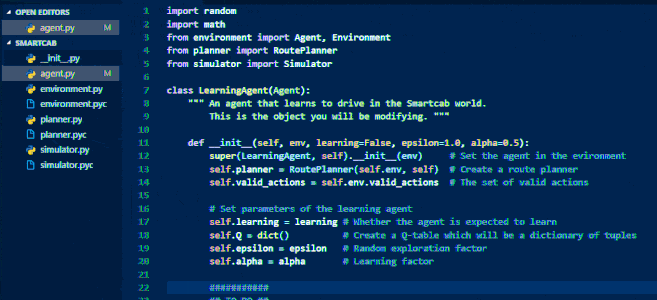 OPEN EDITORS
agent.py M
SMARTCAB
__init__.py
agent.py M
environment.py
environment.pyc
planner.py
planner.pyc
simulator.py
simulator.pyc
1 import random
2 import math
3 from environment import Agent, Environment
4 from planner import RoutePlanner
5 from simulator import Simulator
6
7 class LearningAgent(Agent):
8 """ An agent that learns to drive in the Smartcab world.
9 This is the object you will be modifying. """
10
11 def __init__(self, env, learning=False, epsilon=1.0, alpha=0.5):
12 super(LearningAgent, self).__init__(env) # Set the agent in the evironment
13 self.planner = RoutePlanner(self.env, self) # Create a route planner
14 self.valid_actions = self.env.valid_actions # The set of valid actions
15
16 # Set parameters of the learning agent
17 self.learning = learning # Whether the agent is expected to learn
18 self.Q = dict() # Create a Q-table which will be a dictionary of tuples
19 self.epsilon = epsilon # Random exploration factor
20 self.alpha = alpha # Learning factor
21
22 ###########
23 ## TO DO ##